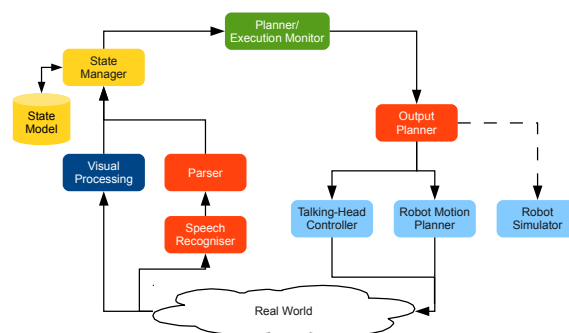 Planner/
Execution Monitor
State
Manager
State
Model
Output
Planner
Visual
Processing
Parser
Speech
Recogniser
Talking-Head
Controller
Robot Motion
Planner
Robot
Simulator
Real World